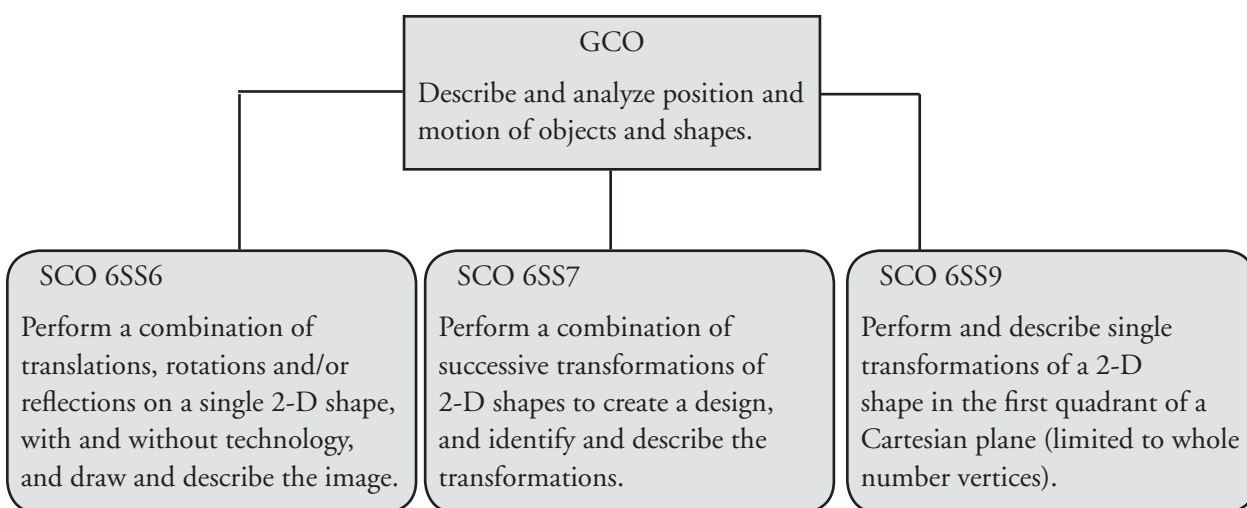 GCO
Describe and analyze position and
motion of objects and shapes.
SCO 6SS6
Perform a combination of
translations, rotations and/or
reflections on a single 2-D shape,
with and without technology,
and draw and describe the image.
SCO 6SS7
Perform a combination of
successive transformations of
2-D shapes to create a design,
and identify and describe the
transformations.
SCO 6SS9
Perform and describe single
transformations of a 2-D
shape in the first quadrant of a
Cartesian plane (limited to whole
number vertices).